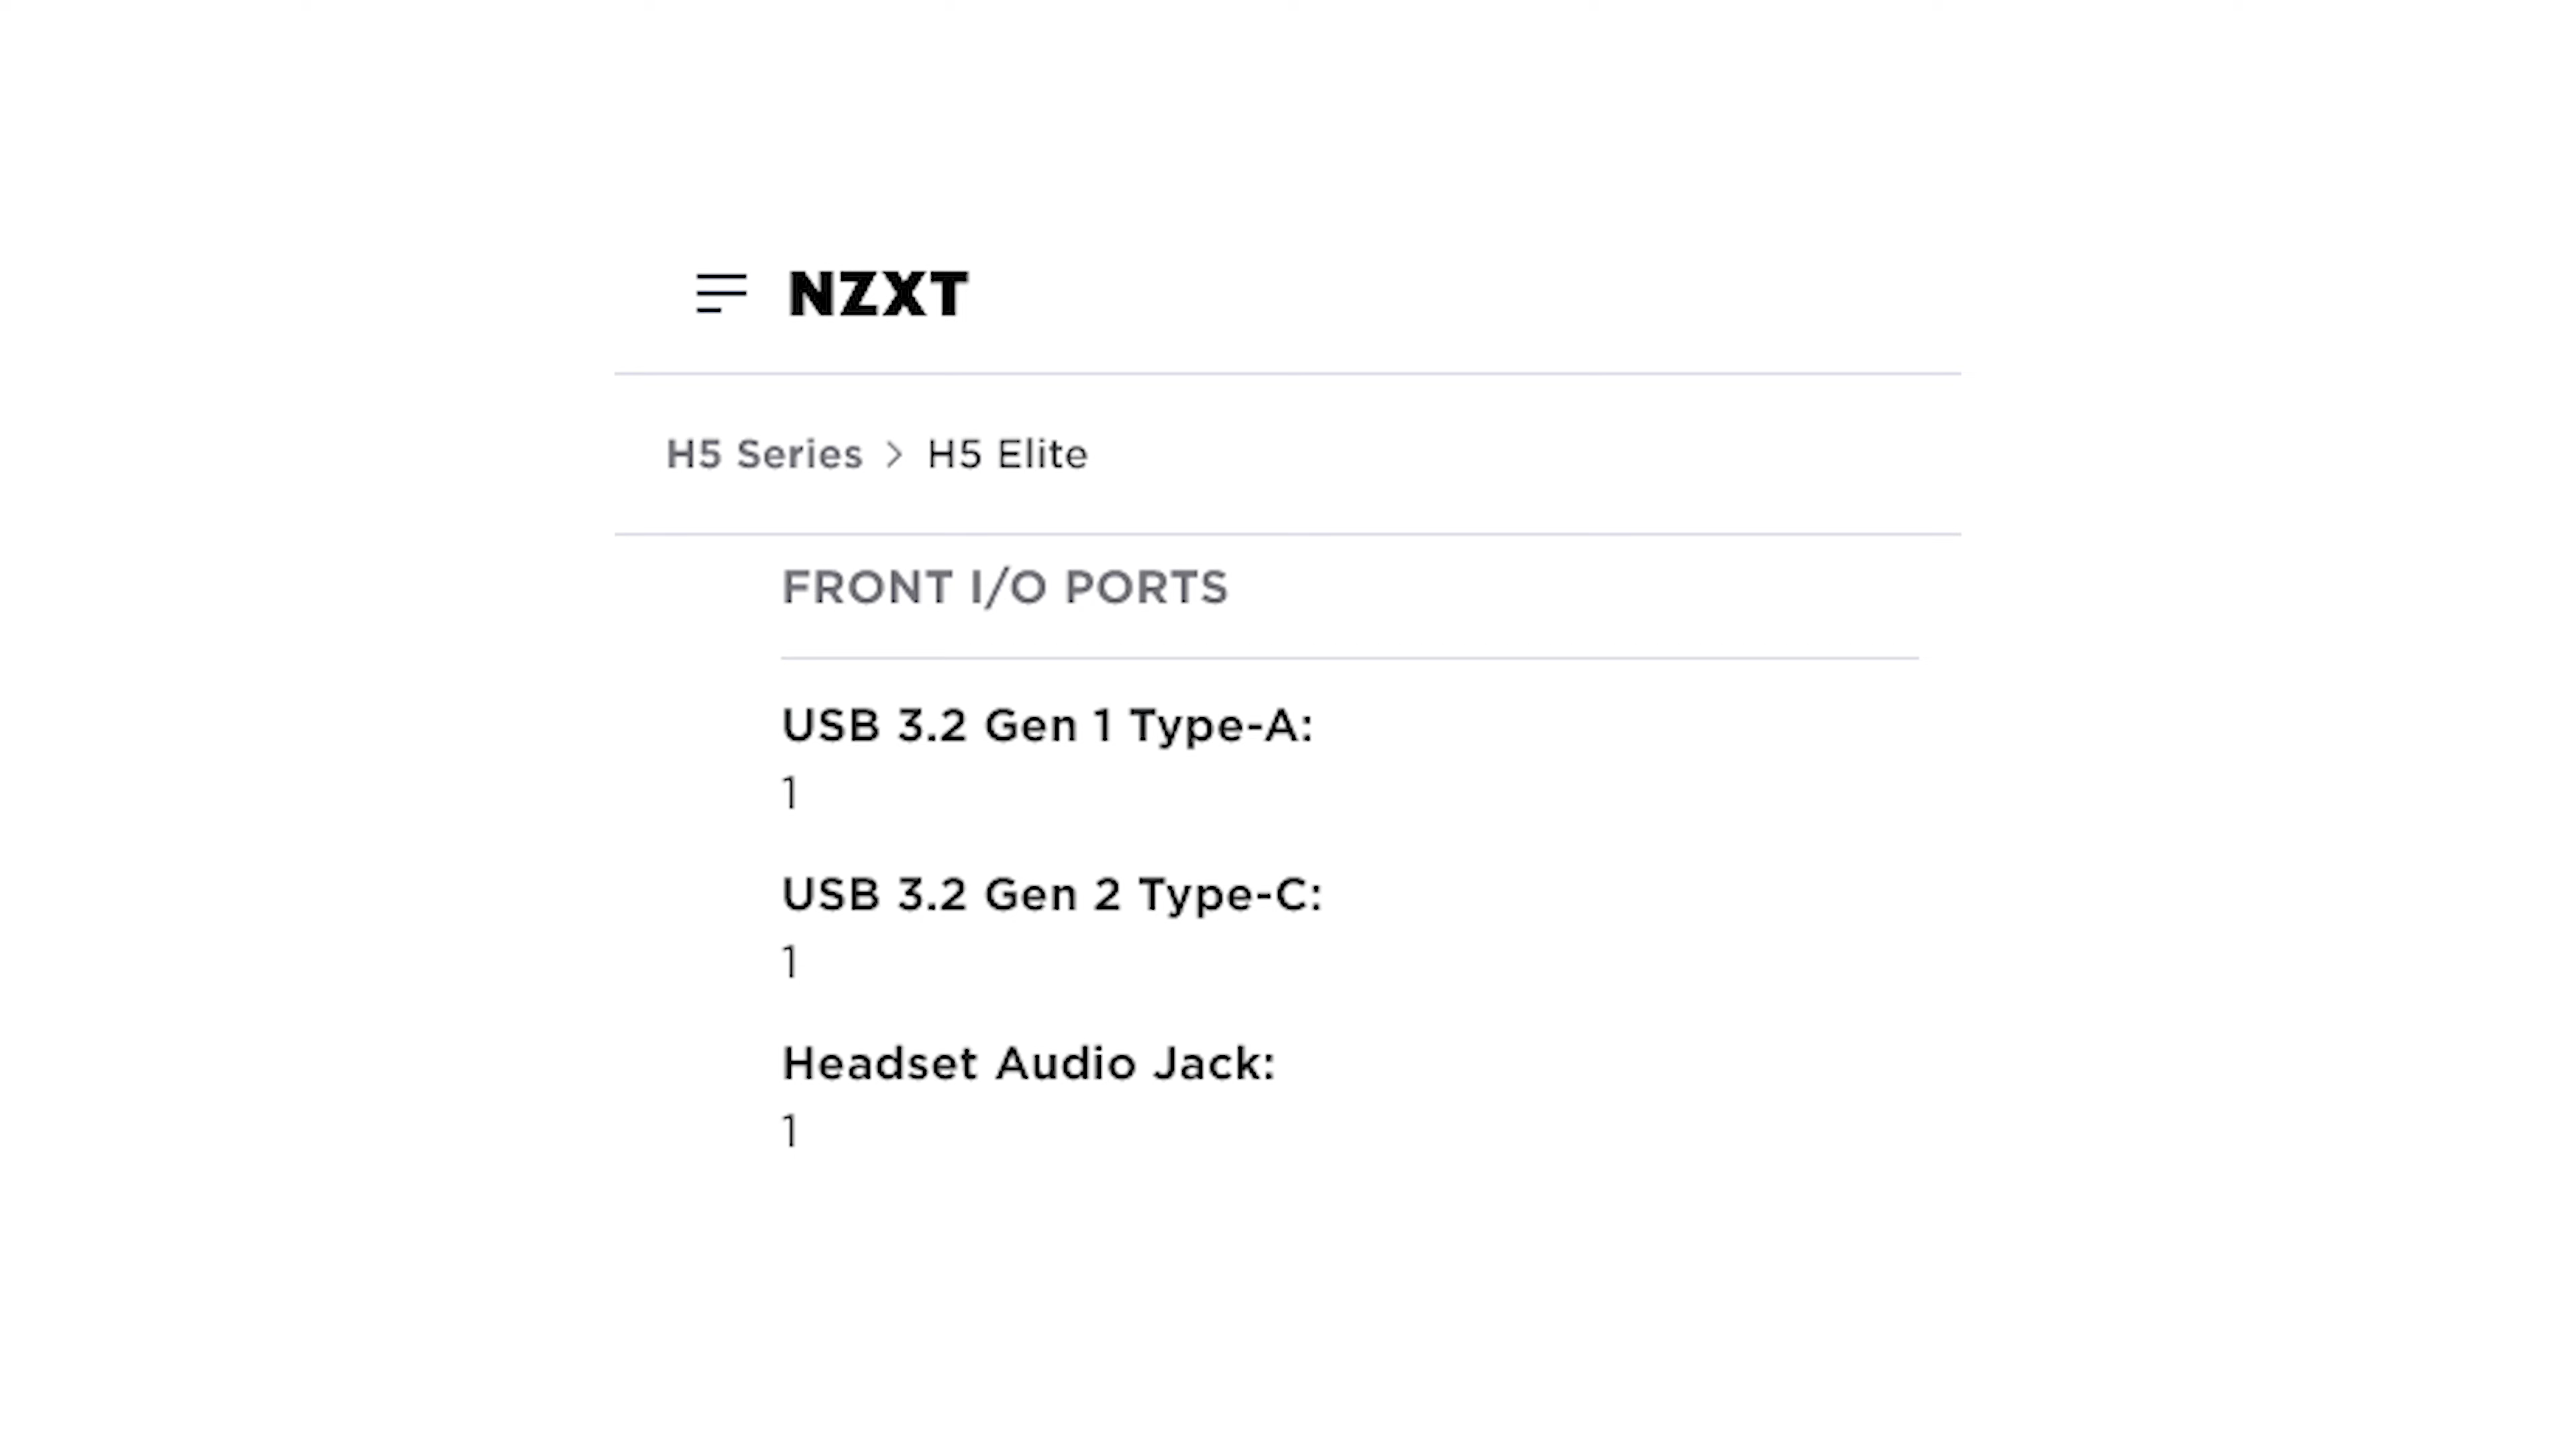 NZXT
H5 Series > H5 Elite
FRONT I/O PORTS
USB 3.2 Gen 1 Type-A:
1
USB 3.2 Gen 2 Type-C:
1
Headset Audio Jack:
1